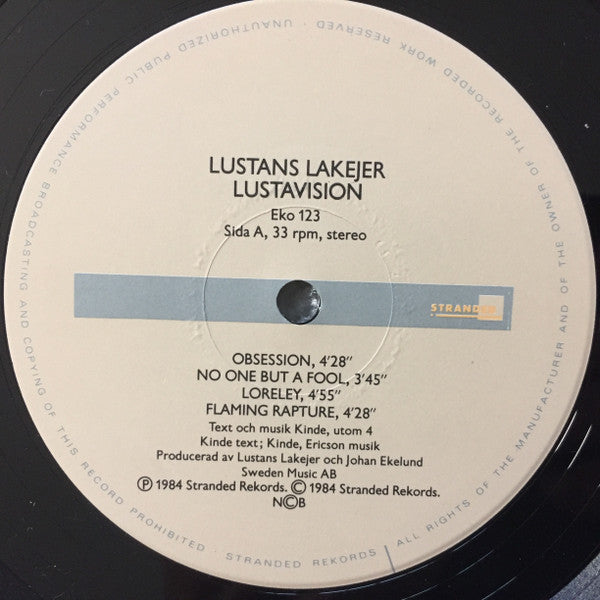 LUSTANS LAKEJER
LUSTAVISION
Eko 123
Sida A, 33 rpm, stereo
STRANDED
OBSESSION, 4'28"
NO ONE BUT A FOOL, 3'45"
LORELEY, 4'55"
FLAMING RAPTURE, 4'28"
Text och musik Kinde, utom 4
Kinde text; Kinde, Ericson musik
Producerad av Lustans Lakejer och Johan Ekelund
Sweden Music AB
Ⓟ 1984 Stranded Rekords. © 1984 Stranded Rekords.
N©B
ALL RIGHTS OF THE MANUFACTURER AND OF THE OWNER OF THE RECORDED WORK RESERVED · UNAUTHORIZED PUBLIC PERFORMANCE BROADCASTING AND COPYING OF THIS RECORD PROHIBITED · STRANDED REKORDS